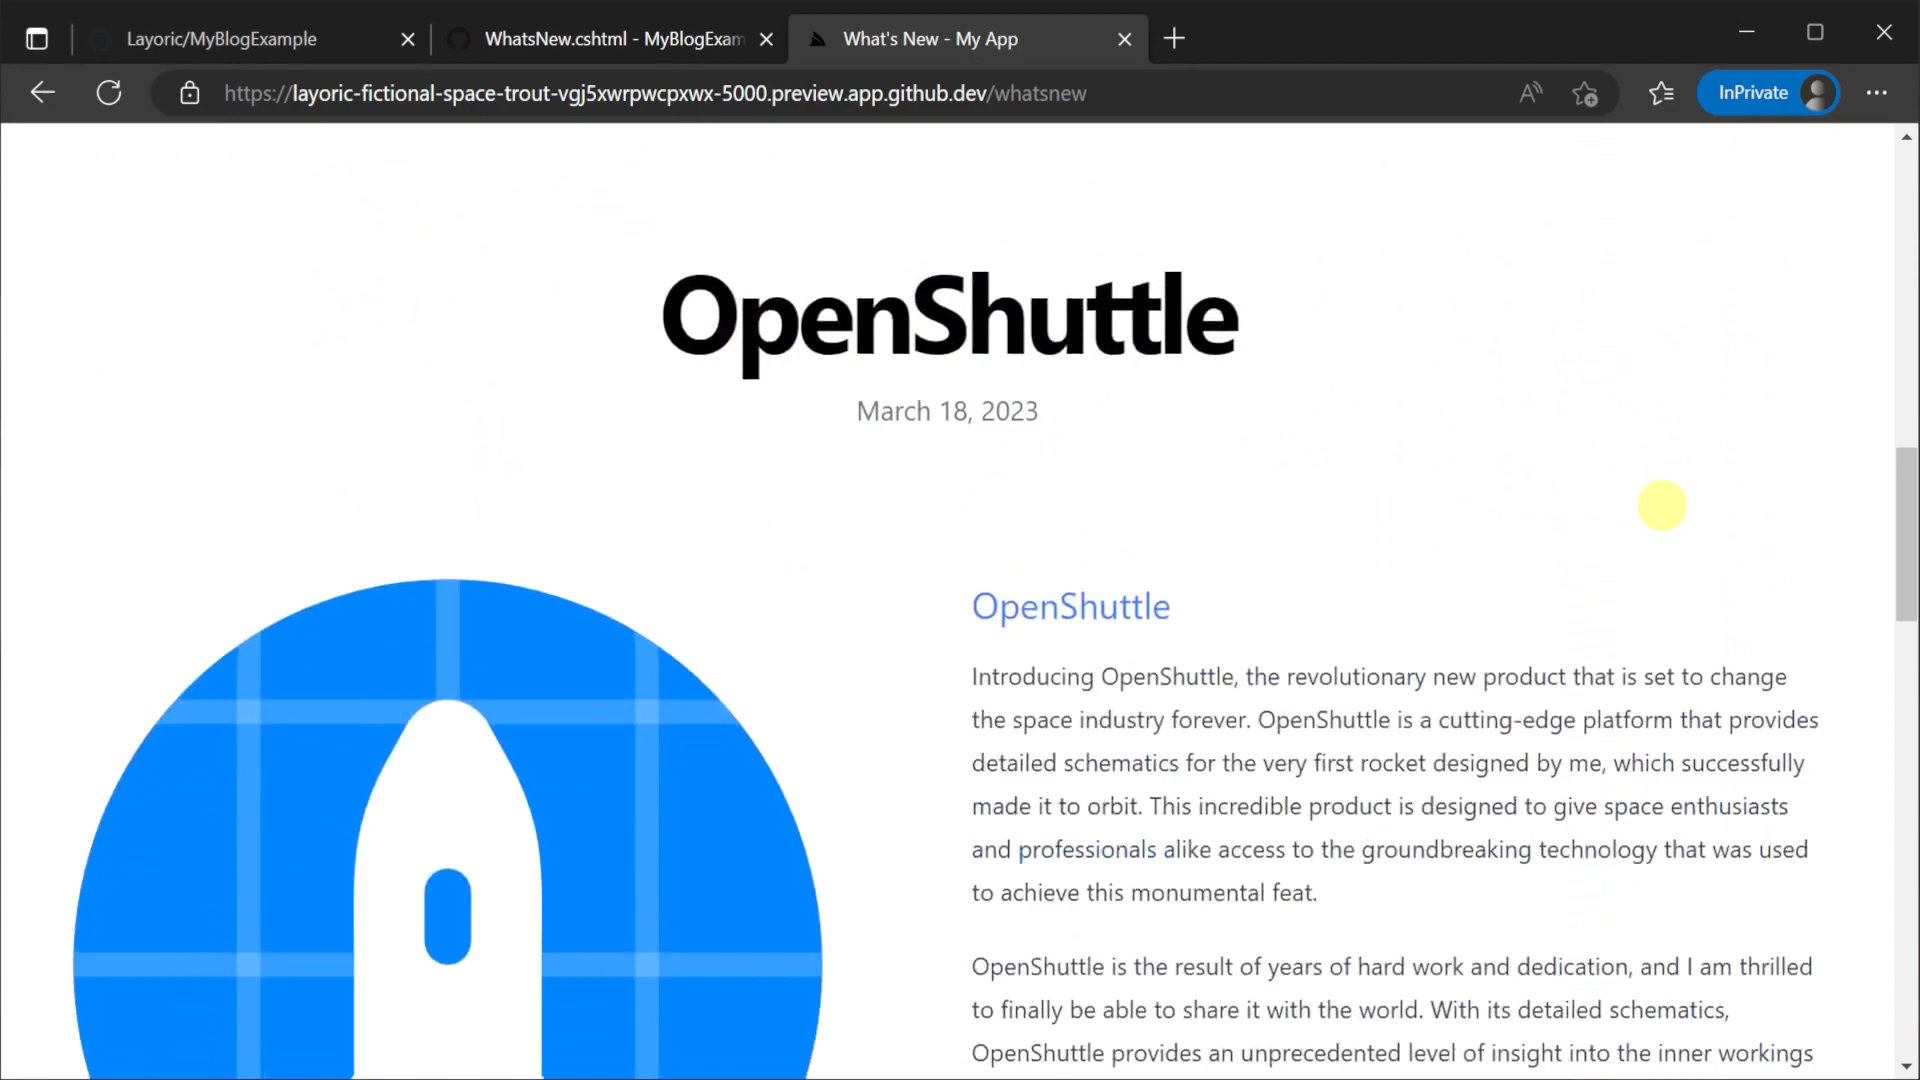 Layoric/MyBlogExample
WhatsNew.cshtml - MyBlogExam
What's New - My App
https://layoric-fictional-space-trout-vgj5xwrpwcpxwx-5000.preview.app.github.dev/whatsnew
InPrivate
OpenShuttle
March 18, 2023
OpenShuttle
Introducing OpenShuttle, the revolutionary new product that is set to change
the space industry forever. OpenShuttle is a cutting-edge platform that provides
detailed schematics for the very first rocket designed by me, which successfully
made it to orbit. This incredible product is designed to give space enthusiasts
and professionals alike access to the groundbreaking technology that was used
to achieve this monumental feat.
OpenShuttle is the result of years of hard work and dedication, and I am thrilled
to finally be able to share it with the world. With its detailed schematics,
OpenShuttle provides an unprecedented level of insight into the inner workings